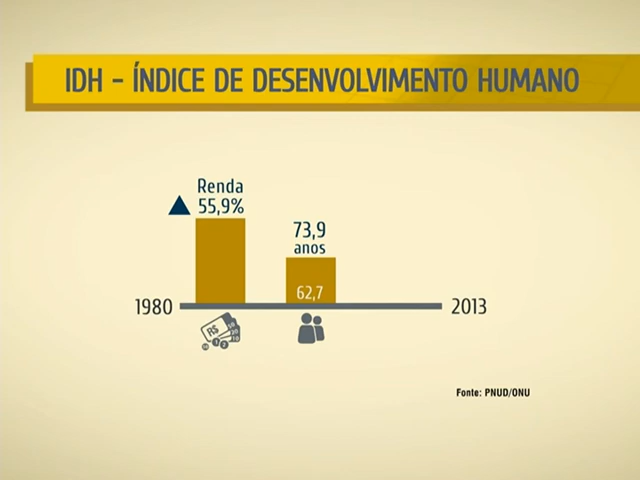 IDH - ÍNDICE DE DESENVOLVIMENTO HUMANO
Renda
55,9%
73,9
anos
62,7
1980
2013
R$
Fonte: PNUD/ONU